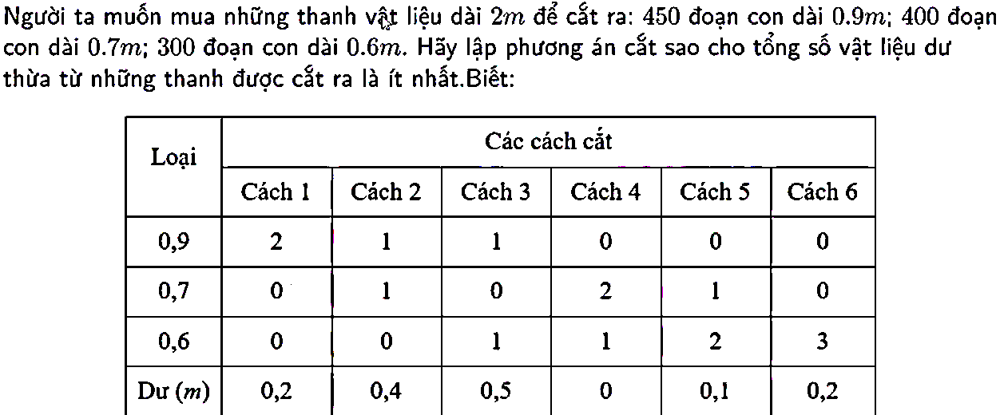 Người ta muốn mua những thanh vật liệu dài 2m để cắt ra: 450 đoạn con dài 0.9m; 400 đoạn
con dài 0.7m; 300 đoạn con dài 0.6m. Hãy lập phương án cắt sao cho tổng số vật liệu dư
thừa từ những thanh được cắt ra là ít nhất.Biết:
Loại Các cách cắt
Cách 1 Cách 2 Cách 3 Cách 4 Cách 5 Cách 6
0,9 2 1 1 0 0 0
0,7 0 1 0 2 1 0
0,6 0 0 1 1 2 3
Dư (m) 0,2 0,4 0,5 0 0,1 0,2